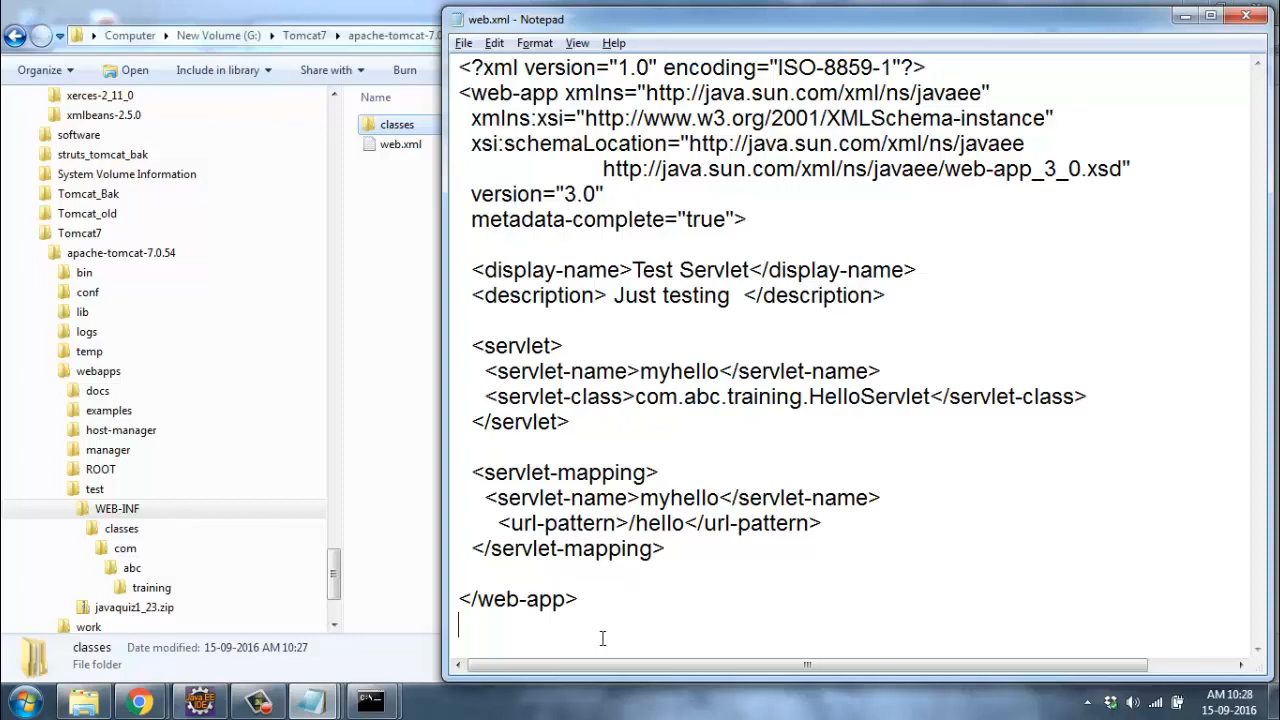 web.xml - Notepad
Computer New Volume (G:) Tomcat7 apache-tomcat-7.0
File Edit Format View Help
Organize Open Include in library Share with Burn
<?xml version="1.0" encoding="ISO-8859-1"?>
<web-app xmlns="http://java.sun.com/xml/ns/javaee"
xmlns:xsi="http://www.w3.org/2001/XMLSchema-instance"
xsi:schemaLocation="http://java.sun.com/xml/ns/javaee
http://java.sun.com/xml/ns/javaee/web-app_3_0.xsd"
version="3.0"
metadata-complete="true">
<display-name>Test Servlet</display-name>
<description> Just testing  </description>
<servlet>
<servlet-name>myhello</servlet-name>
<servlet-class>com.abc.training.HelloServlet</servlet-class>
</servlet>
<servlet-mapping>
<servlet-name>myhello</servlet-name>
<url-pattern>/hello</url-pattern>
</servlet-mapping>
</web-app>
xerces-2_11_0
xmlbeans-2.5.0
software
struts_tomcat_bak
System Volume Information
Tomcat_Bak
Tomcat_old
Tomcat7
apache-tomcat-7.0.54
bin
conf
lib
logs
temp
webapps
docs
examples
host-manager
manager
ROOT
test
WEB-INF
classes
com
abc
training
javaquiz1_23.zip
work
Name
classes
web.xml
classes Date modified: 15-09-2016 AM 10:27
File folder
Java EE
IDE
AM 10:28
15-09-2016